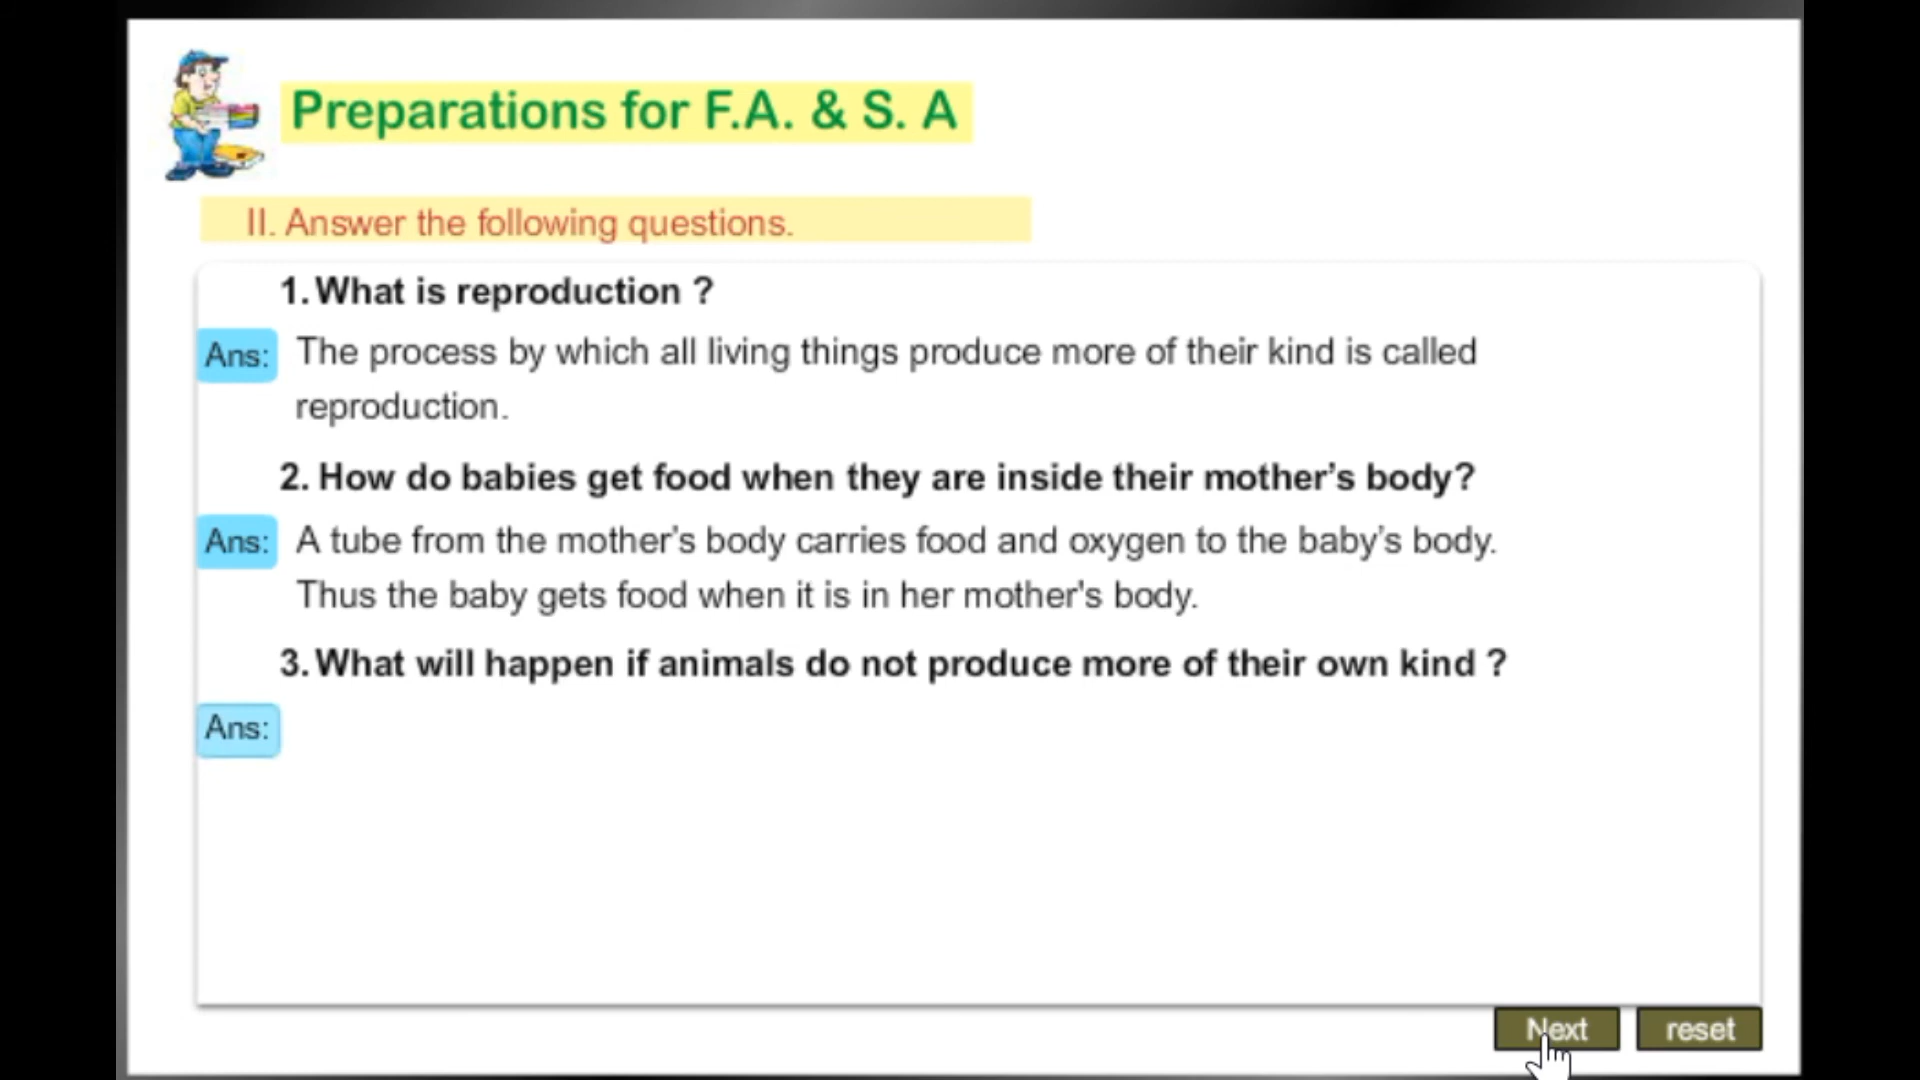 Preparations for F.A. & S. A
II. Answer the following questions.
1. What is reproduction ?
Ans: The process by which all living things produce more of their kind is called
reproduction.
2. How do babies get food when they are inside their mother’s body?
Ans: A tube from the mother’s body carries food and oxygen to the baby’s body.
Thus the baby gets food when it is in her mother's body.
3. What will happen if animals do not produce more of their own kind ?
Ans:
Next reset